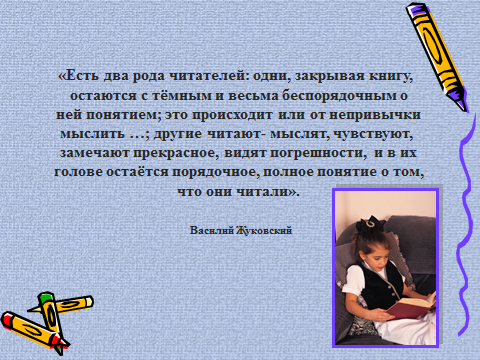 «Есть два рода читателей: одни, закрывая книгу,
остаются с тёмным и весьма беспорядочным о
ней понятием; это происходит или от непривычки
мыслить …; другие читают- мыслят, чувствуют,
замечают прекрасное, видят погрешности, и в их
голове остаётся порядочное, полное понятие о том,
что они читали».
Василий Жуковский